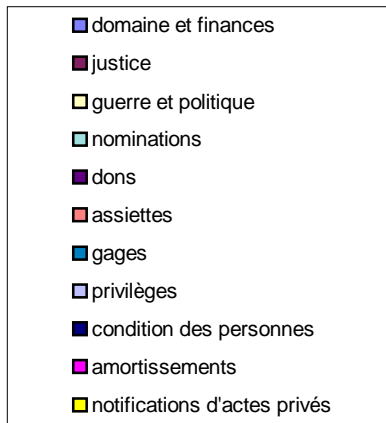 domaine et finances
justice
guerre et politique
nominations
dons
assiettes
gages
privilèges
condition des personnes
amortissements
notifications d'actes privés